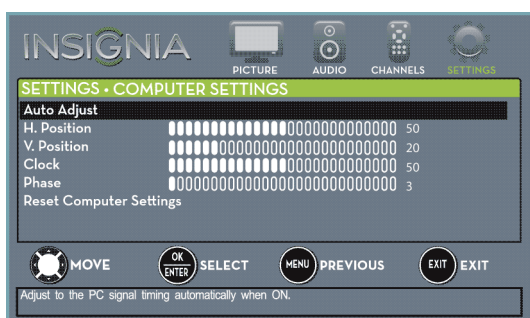 INSIGNIA
PICTURE AUDIO CHANNELS SETTINGS
SETTINGS • COMPUTER SETTINGS
Auto Adjust
H. Position 50
V. Position 20
Clock 50
Phase 3
Reset Computer Settings
MOVE OK ENTER SELECT MENU PREVIOUS EXIT EXIT
Adjust to the PC signal timing automatically when ON.